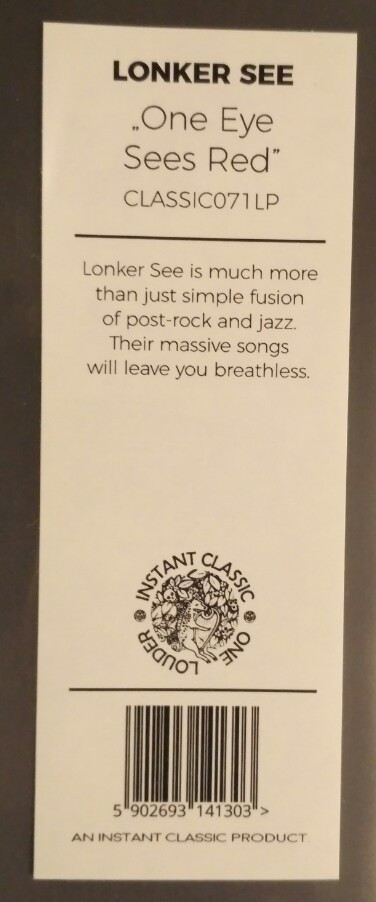 LONKER SEE
„One Eye
Sees Red”
CLASSIC071LP
Lonker See is much more
than just simple fusion
of post-rock and jazz.
Their massive songs
will leave you breathless.
INSTANT CLASSIC
ONE LOUDER
5 902693 141303 >
AN INSTANT CLASSIC PRODUCT